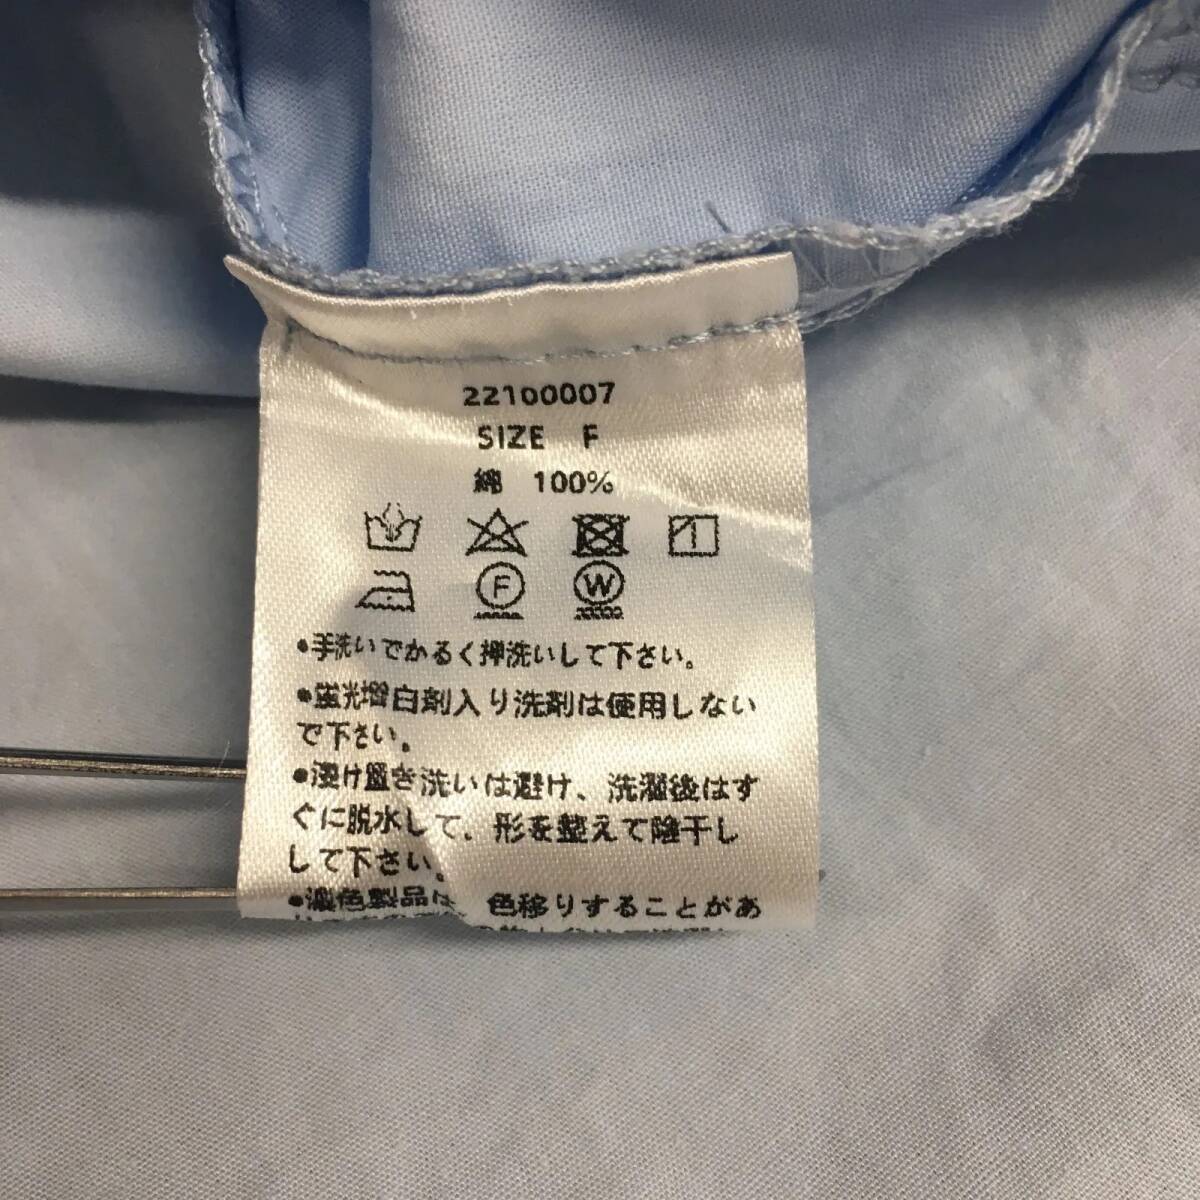 22100007
SIZE F
綿 100%
F W
•手洗いでかるく押洗いして下さい。
•蛍光増白剤入り洗剤は使用しない
で下さい。
•浸け置き洗いは避け、洗濯後はす
ぐに脱水して、形を整えて陰干し
して下さい。
•濃色製品は、色移りすることがあ